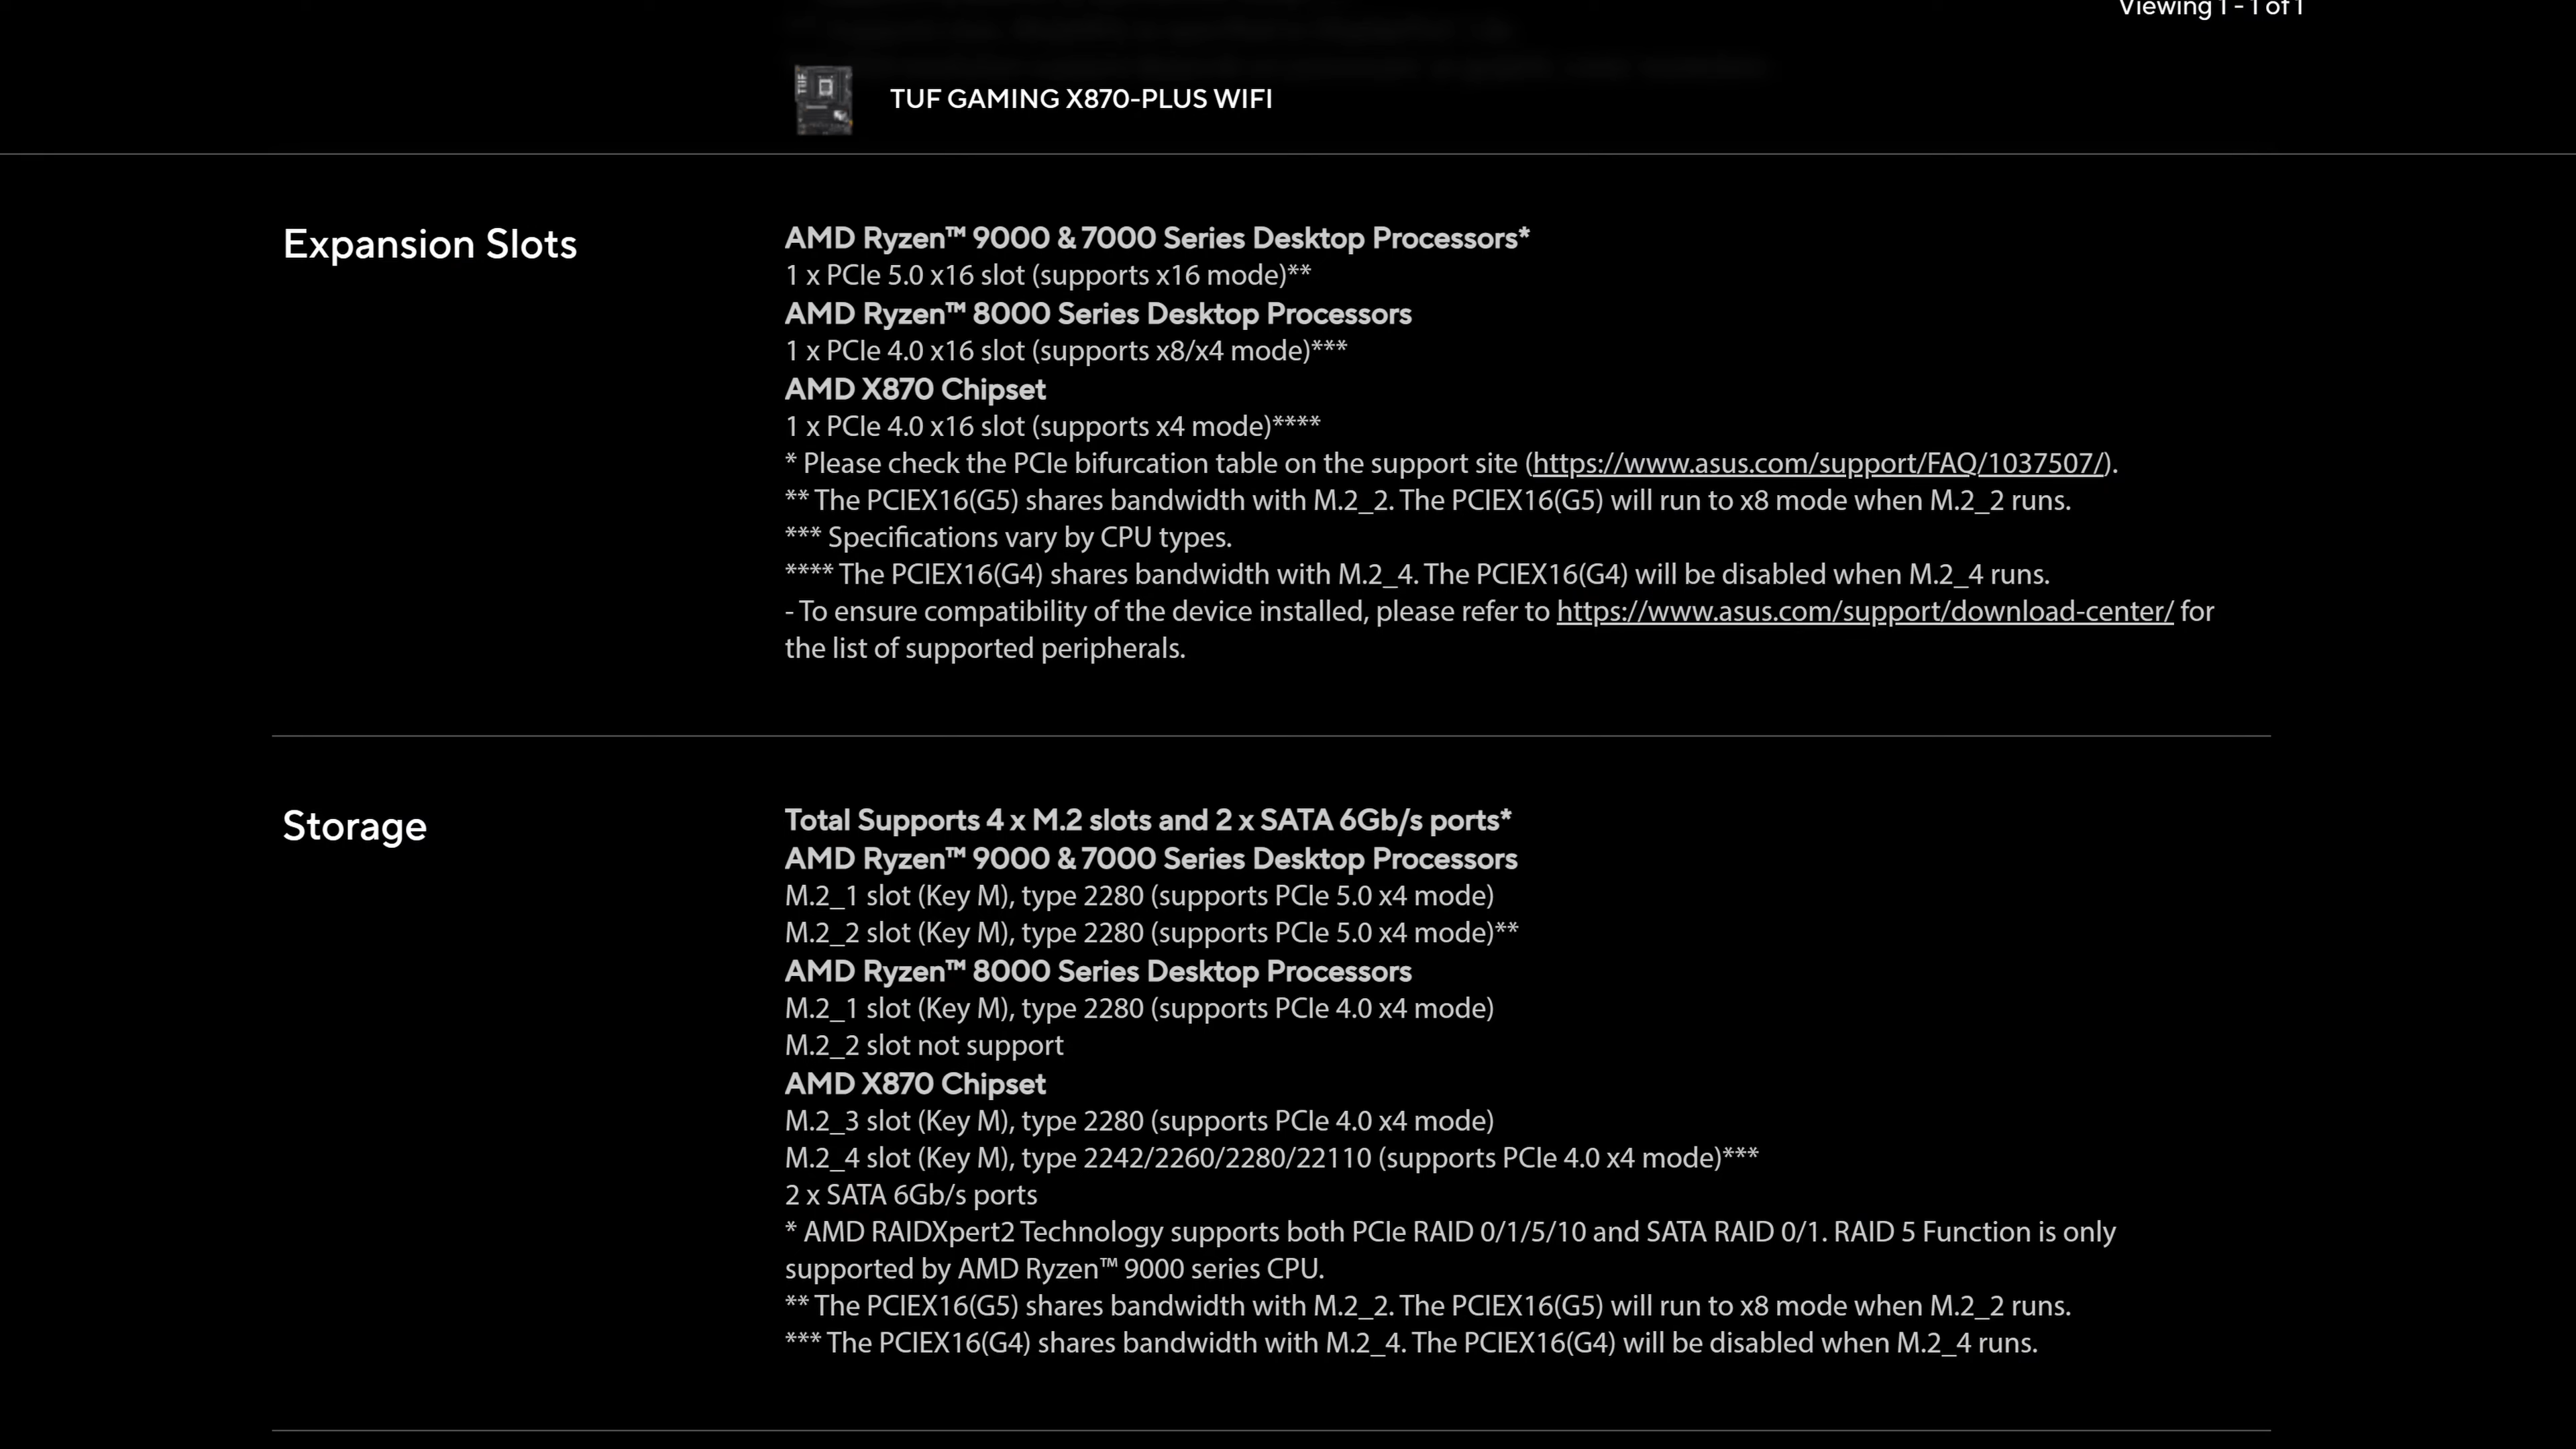 Viewing 1 - 1 of 1
TUF GAMING X870-PLUS WIFI
Expansion Slots
AMD Ryzen™ 9000 & 7000 Series Desktop Processors*
1 x PCIe 5.0 x16 slot (supports x16 mode)**
AMD Ryzen™ 8000 Series Desktop Processors
1 x PCIe 4.0 x16 slot (supports x8/x4 mode)***
AMD X870 Chipset
1 x PCIe 4.0 x16 slot (supports x4 mode)****
* Please check the PCIe bifurcation table on the support site (https://www.asus.com/support/FAQ/1037507/).
** The PCIEX16(G5) shares bandwidth with M.2_2. The PCIEX16(G5) will run to x8 mode when M.2_2 runs.
*** Specifications vary by CPU types.
**** The PCIEX16(G4) shares bandwidth with M.2_4. The PCIEX16(G4) will be disabled when M.2_4 runs.
- To ensure compatibility of the device installed, please refer to https://www.asus.com/support/download-center/ for
the list of supported peripherals.
Storage
Total Supports 4 x M.2 slots and 2 x SATA 6Gb/s ports*
AMD Ryzen™ 9000 & 7000 Series Desktop Processors
M.2_1 slot (Key M), type 2280 (supports PCIe 5.0 x4 mode)
M.2_2 slot (Key M), type 2280 (supports PCIe 5.0 x4 mode)**
AMD Ryzen™ 8000 Series Desktop Processors
M.2_1 slot (Key M), type 2280 (supports PCIe 4.0 x4 mode)
M.2_2 slot not support
AMD X870 Chipset
M.2_3 slot (Key M), type 2280 (supports PCIe 4.0 x4 mode)
M.2_4 slot (Key M), type 2242/2260/2280/22110 (supports PCIe 4.0 x4 mode)***
2 x SATA 6Gb/s ports
* AMD RAIDXpert2 Technology supports both PCIe RAID 0/1/5/10 and SATA RAID 0/1. RAID 5 Function is only
supported by AMD Ryzen™ 9000 series CPU.
** The PCIEX16(G5) shares bandwidth with M.2_2. The PCIEX16(G5) will run to x8 mode when M.2_2 runs.
*** The PCIEX16(G4) shares bandwidth with M.2_4. The PCIEX16(G4) will be disabled when M.2_4 runs.